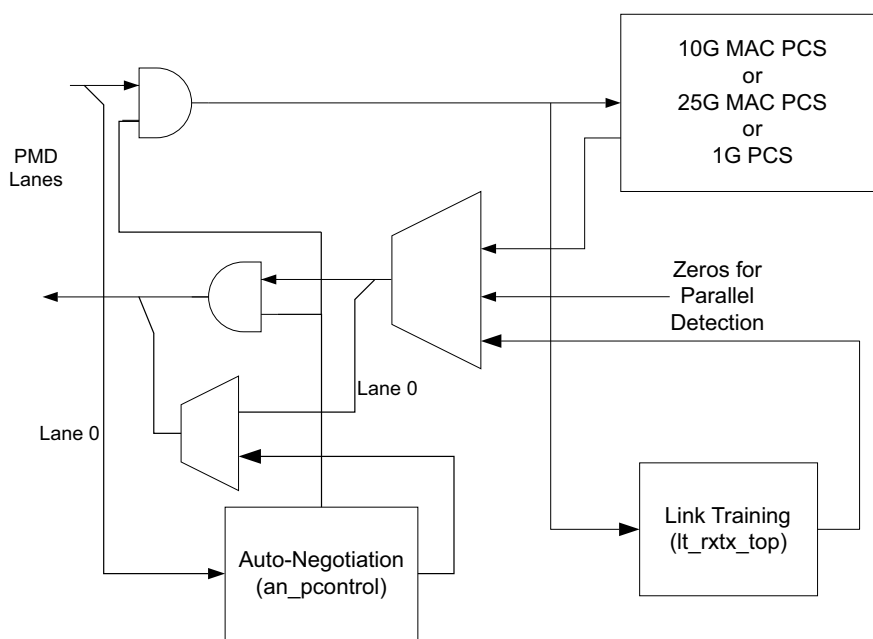 10G MAC PCS
or
25G MAC PCS
or
1G PCS
PMD
Lanes
Zeros for
Parallel
Detection
Lane 0
Lane 0
Link Training
(lt_rxtx_top)
Auto-Negotiation
(an_pcontrol)